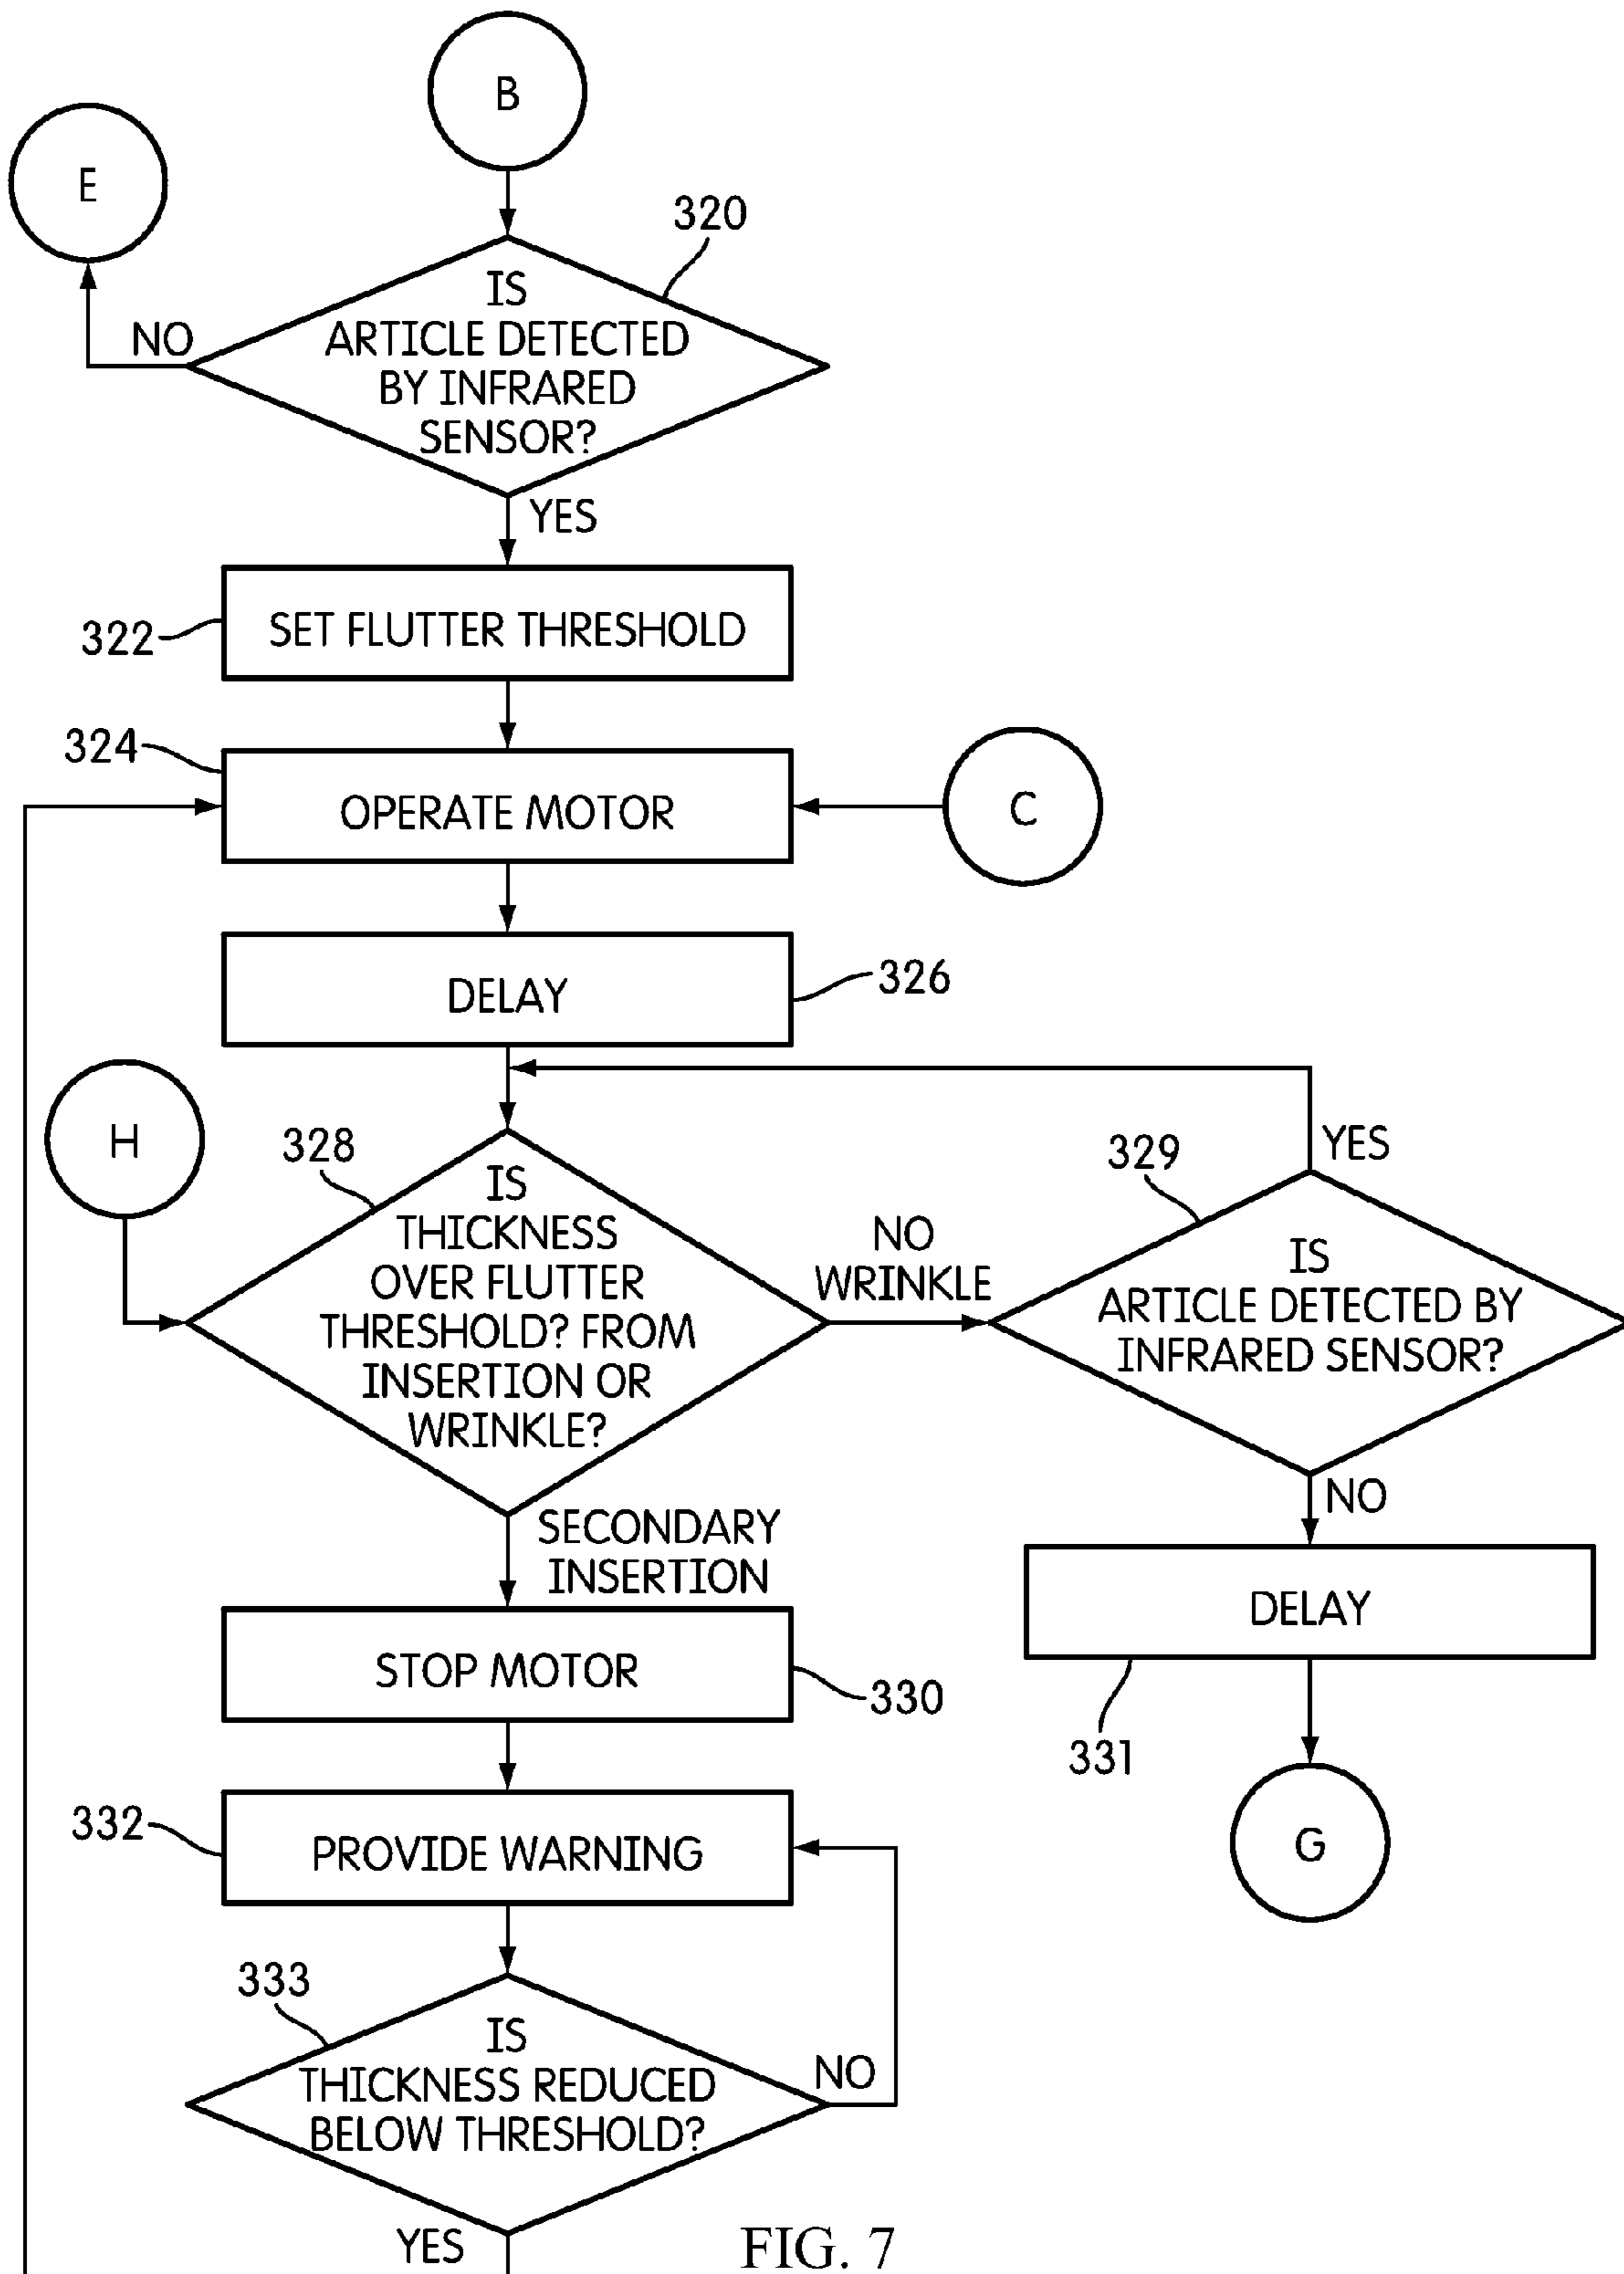 B
E
320
IS
ARTICLE DETECTED
BY INFRARED
SENSOR?
NO
YES
322
SET FLUTTER THRESHOLD
324
OPERATE MOTOR
C
DELAY
326
H
328
IS
THICKNESS
OVER FLUTTER
THRESHOLD? FROM
INSERTION OR
WRINKLE?
NO
WRINKLE
329
YES
IS
ARTICLE DETECTED BY
INFRARED SENSOR?
NO
SECONDARY
INSERTION
DELAY
331
G
STOP MOTOR
330
332
PROVIDE WARNING
333
IS
THICKNESS REDUCED
BELOW THRESHOLD?
NO
YES
FIG. 7